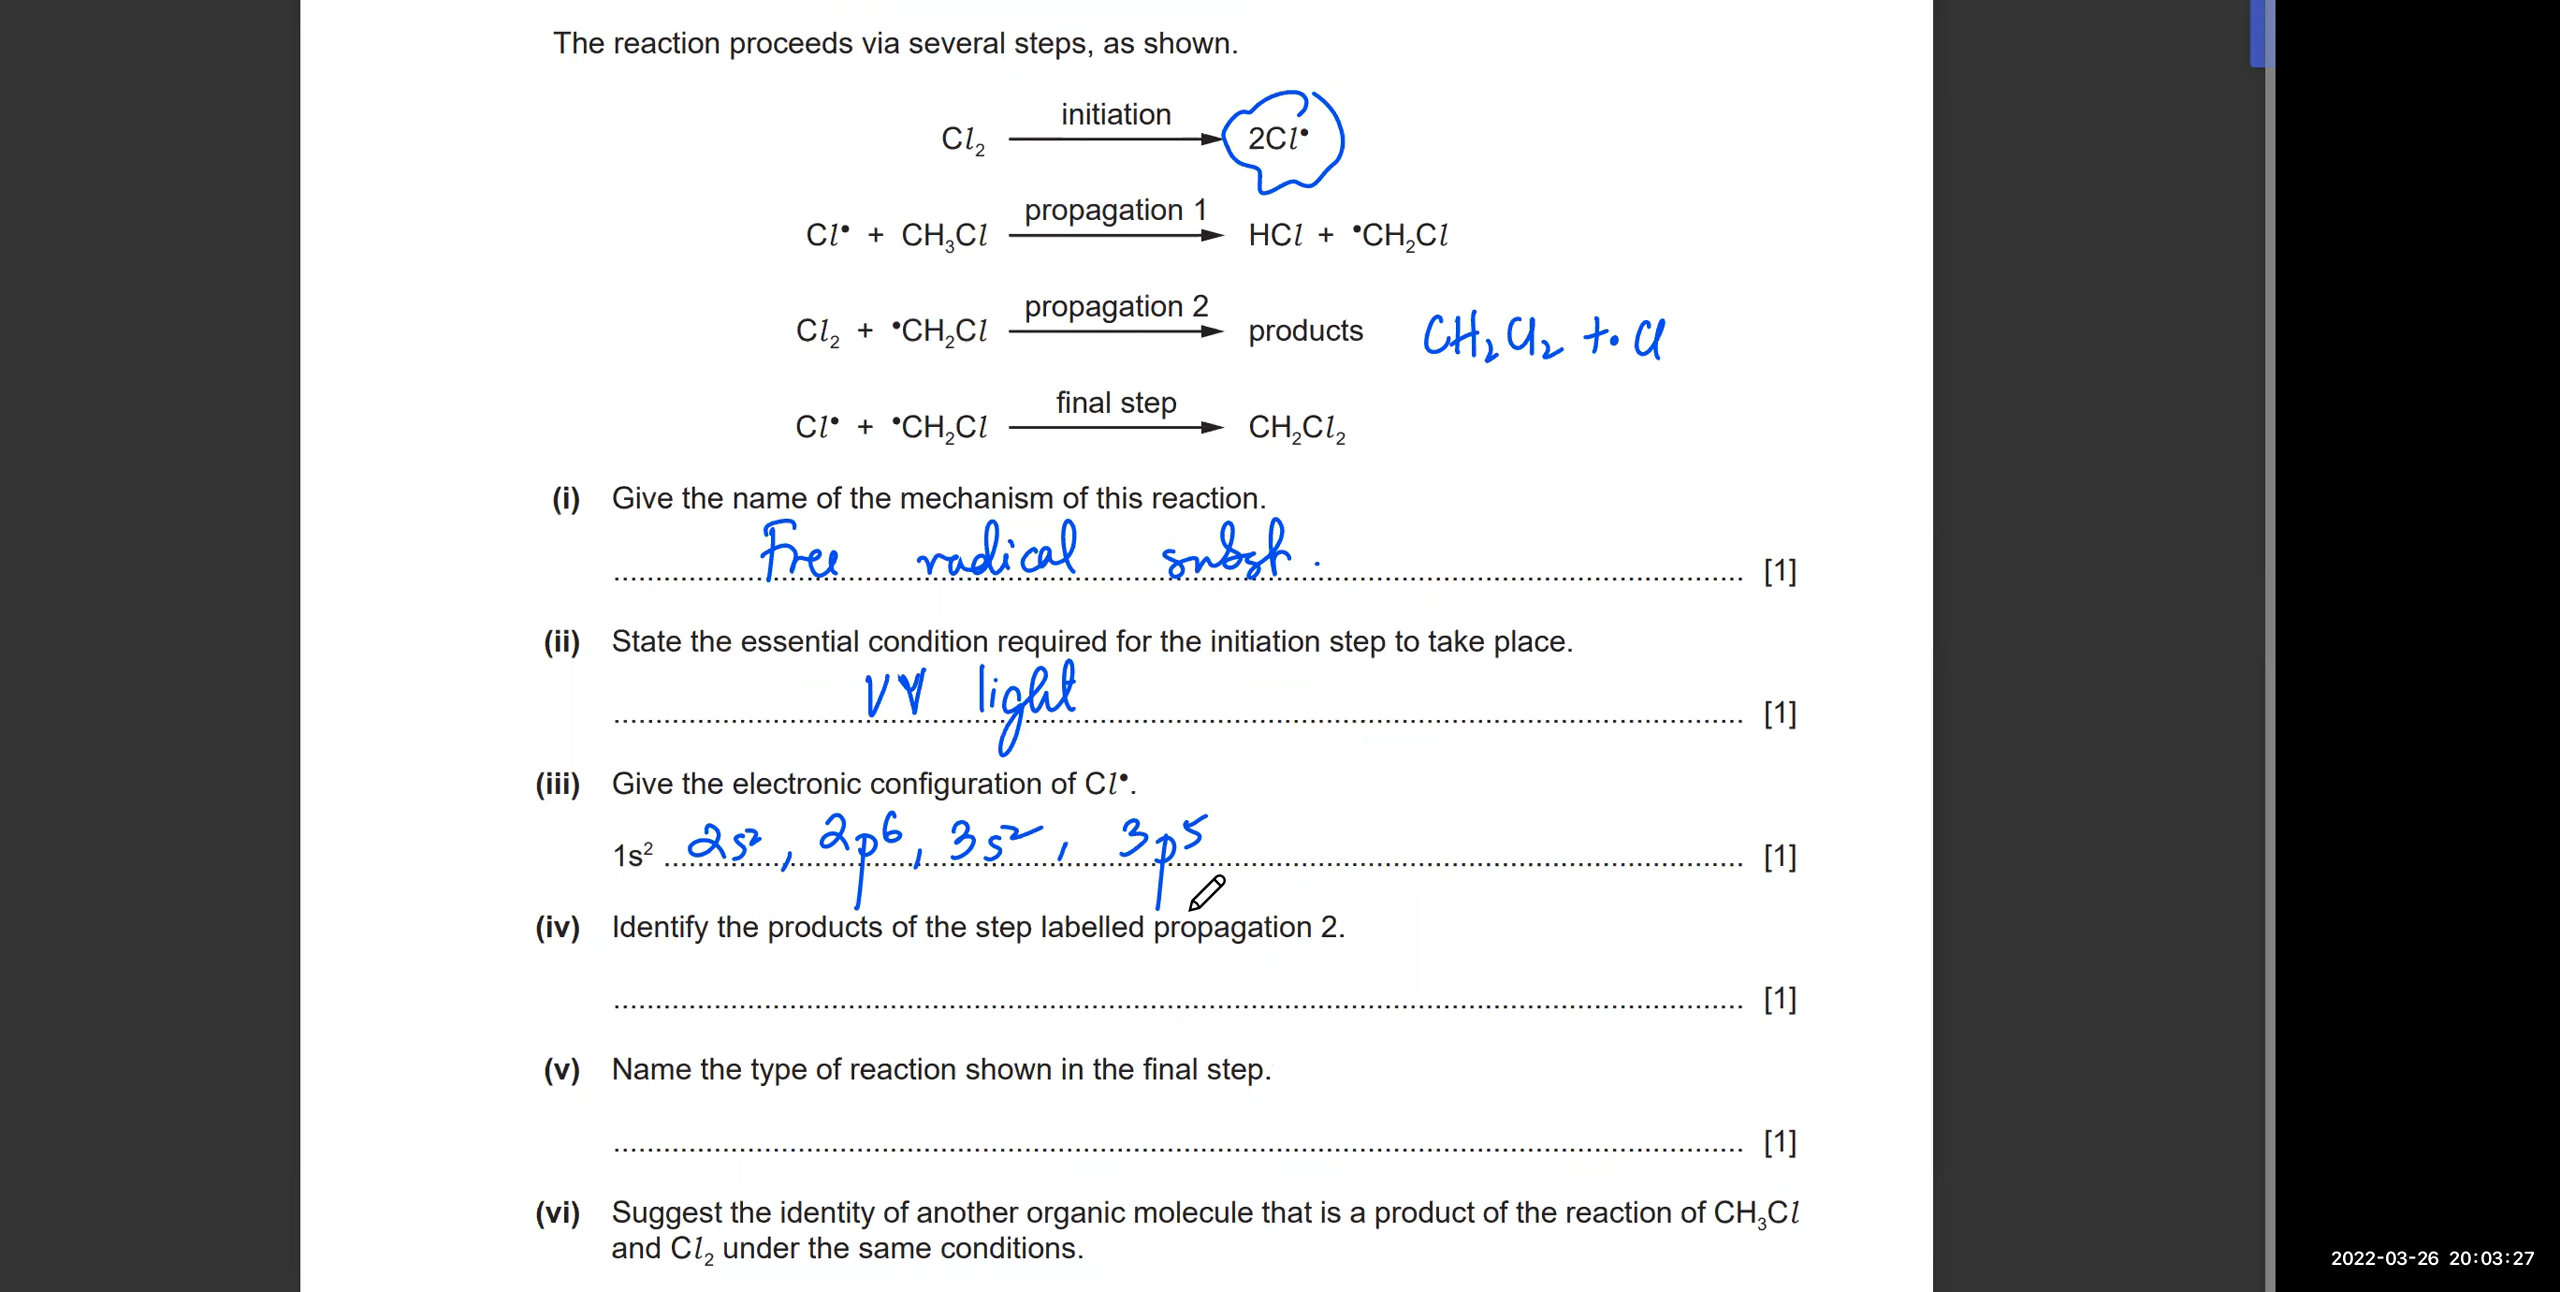 The reaction proceeds via several steps, as shown.
Cl₂ initiation 2Cl•
Cl• + CH₃Cl propagation 1 HCl + •CH₂Cl
Cl₂ + •CH₂Cl propagation 2 products CH₂Cl₂ + •Cl
Cl• + •CH₂Cl final step CH₂Cl₂
(i) Give the name of the mechanism of this reaction.
Free radical subst. [1]
(ii) State the essential condition required for the initiation step to take place.
UV light [1]
(iii) Give the electronic configuration of Cl•.
1s² 2s², 2p⁶, 3s², 3p⁵ [1]
(iv) Identify the products of the step labelled propagation 2.
[1]
(v) Name the type of reaction shown in the final step.
[1]
(vi) Suggest the identity of another organic molecule that is a product of the reaction of CH₃Cl
and Cl₂ under the same conditions.
2022-03-26 20:03:27